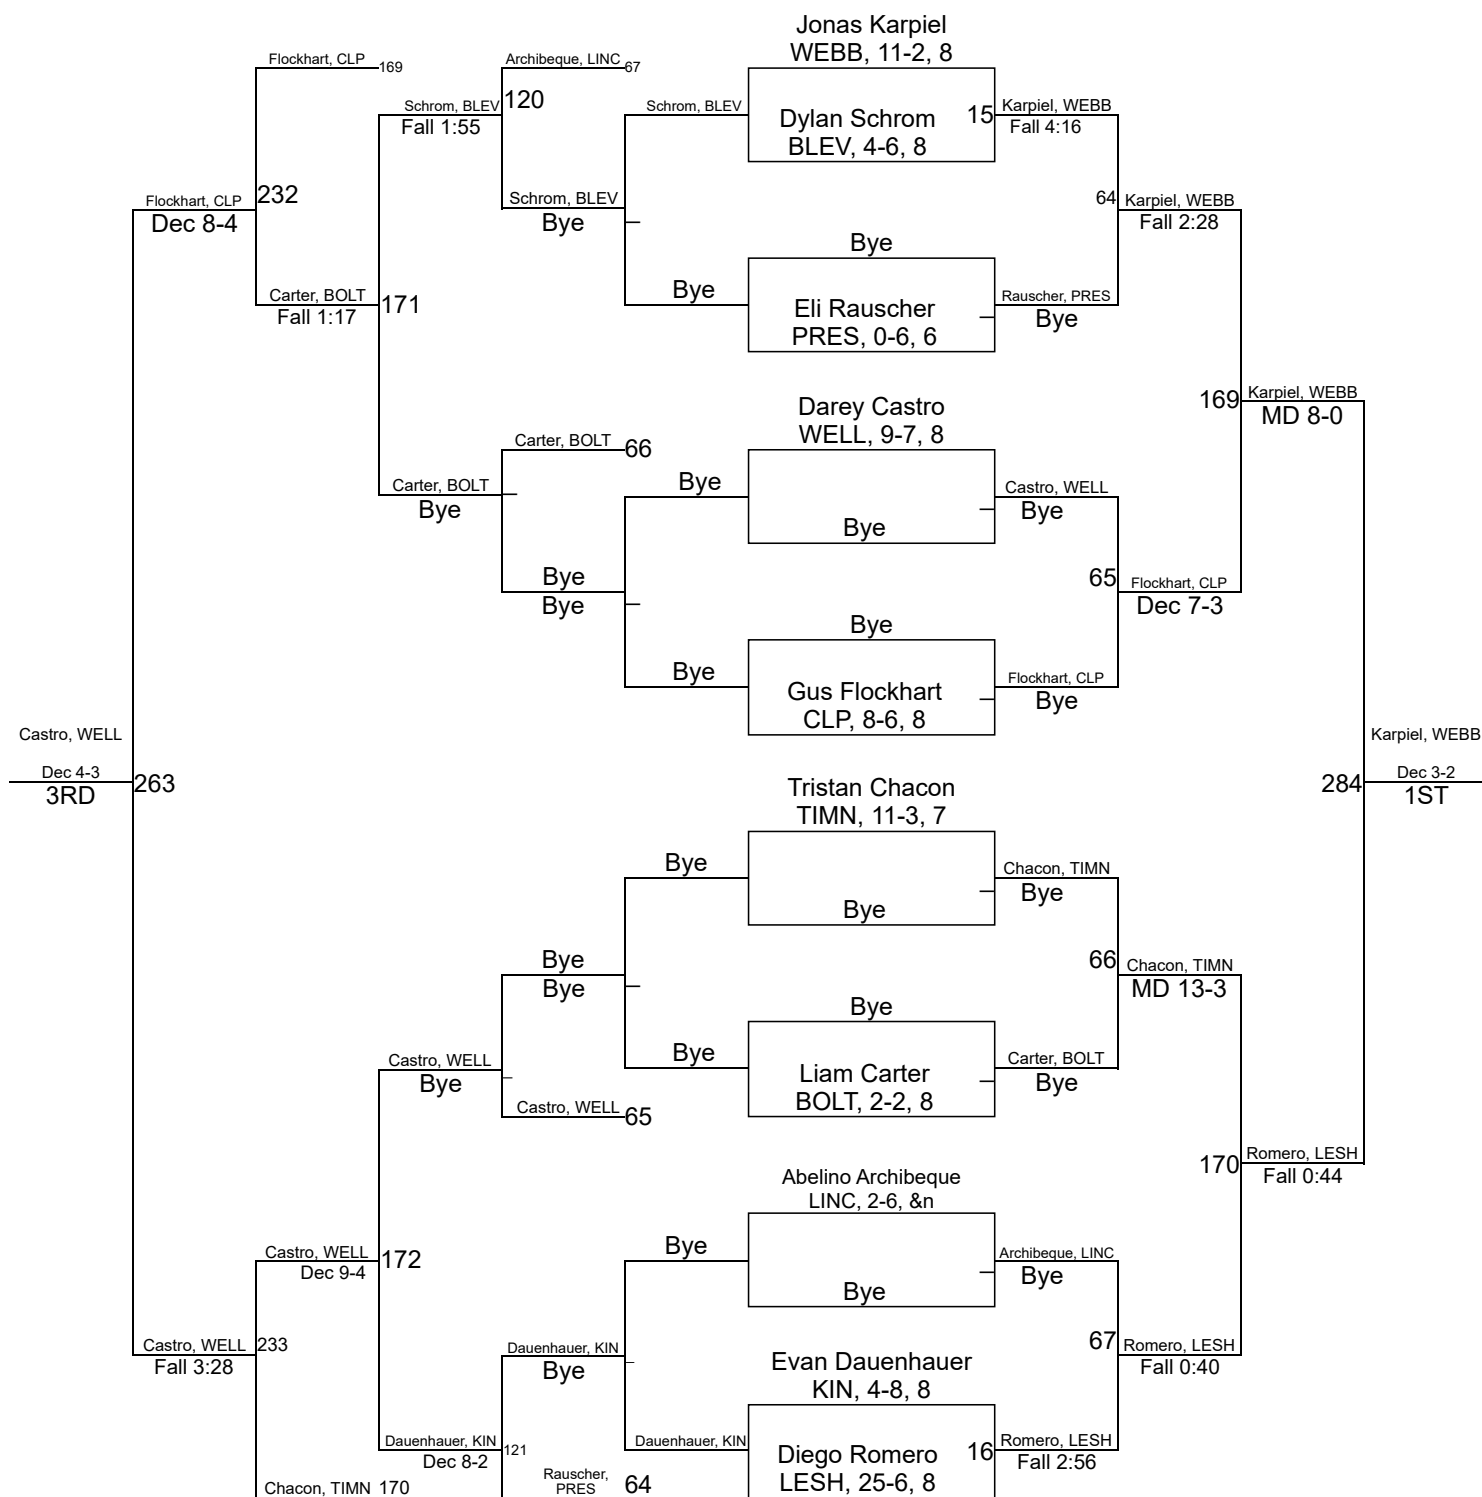 Jonas Karpiel
WEBB, 11-2, 8
Flockhart, CLP
169
Archibeque, LINC
67
Schrom, BLEV
120
Fall 1:55
Schrom, BLEV
Dylan Schrom
BLEV, 4-6, 8
15
Karpiel, WEBB
Fall 4:16
Flockhart, CLP
232
Dec 8-4
Schrom, BLEV
Bye
64
Karpiel, WEBB
Fall 2:28
Bye
Carter, BOLT
Fall 1:17
171
Bye
Eli Rauscher
PRES, 0-6, 6
Rauscher, PRES
Bye
169
Karpiel, WEBB
MD 8-0
Darey Castro
WELL, 9-7, 8
Carter, BOLT
66
Carter, BOLT
Bye
Bye
Bye
Castro, WELL
Bye
Bye
Bye
65
Flockhart, CLP
Dec 7-3
Bye
Bye
Gus Flockhart
CLP, 8-6, 8
Flockhart, CLP
Bye
Castro, WELL
Dec 4-3
3RD
263
Karpiel, WEBB
284
Dec 3-2
1ST
Tristan Chacon
TIMN, 11-3, 7
Bye
Bye
Chacon, TIMN
Bye
Bye
Bye
66
Chacon, TIMN
MD 13-3
Bye
Bye
Liam Carter
BOLT, 2-2, 8
Carter, BOLT
Bye
Castro, WELL
Bye
Castro, WELL
65
170
Romero, LESH
Fall 0:44
Abelino Archibeque
LINC, 2-6, &n
Castro, WELL
Dec 9-4
172
Bye
Bye
Archibeque, LINC
Bye
Castro, WELL
233
Fall 3:28
Dauenhauer, KIN
Bye
67
Romero, LESH
Fall 0:40
Evan Dauenhauer
KIN, 4-8, 8
Dauenhauer, KIN
121
Dec 8-2
Dauenhauer, KIN
Diego Romero
LESH, 25-6, 8
16
Romero, LESH
Fall 2:56
Chacon, TIMN
170
Rauscher,
PRES
64